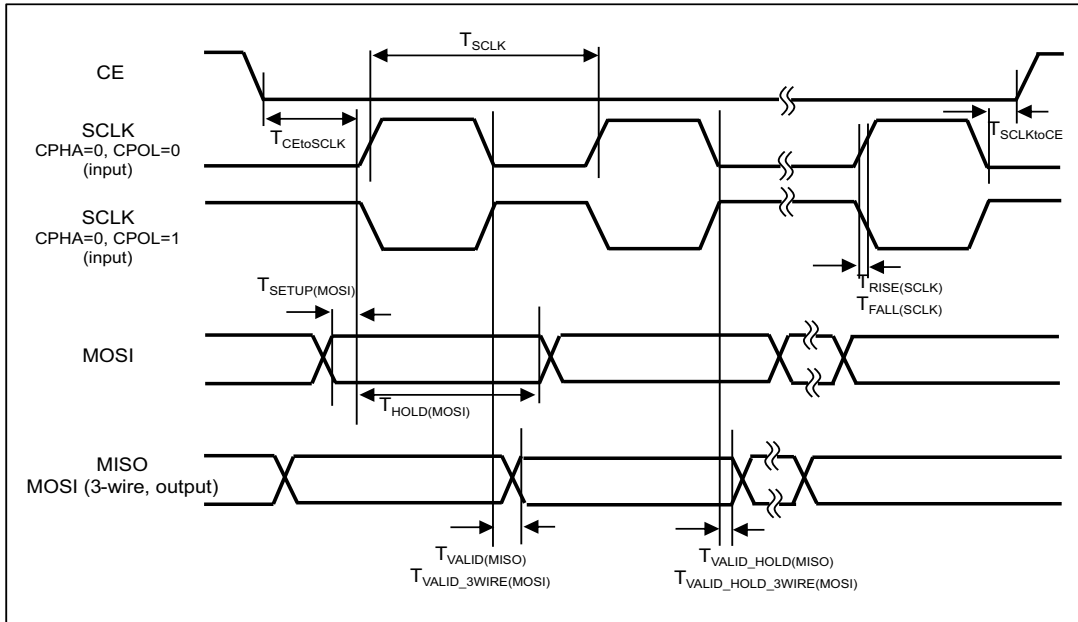 T_SCLK
CE
T_CEtoSCLK
SCLK
CPHA=0, CPOL=0
(input)
T_SCLKtoCE
SCLK
CPHA=0, CPOL=1
(input)
T_SETUP(MOSI)
T_RISE(SCLK)
T_FALL(SCLK)
MOSI
T_HOLD(MOSI)
MISO
MOSI (3-wire, output)
T_VALID(MISO)
T_VALID_3WIRE(MOSI)
T_VALID_HOLD(MISO)
T_VALID_HOLD_3WIRE(MOSI)